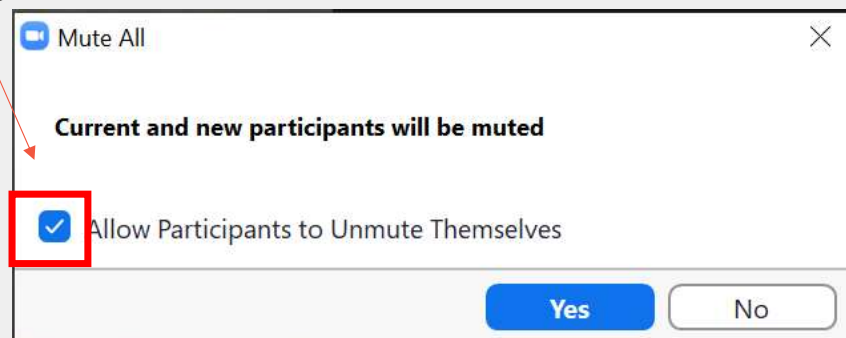 Mute All
Current and new participants will be muted
Allow Participants to Unmute Themselves
Yes No